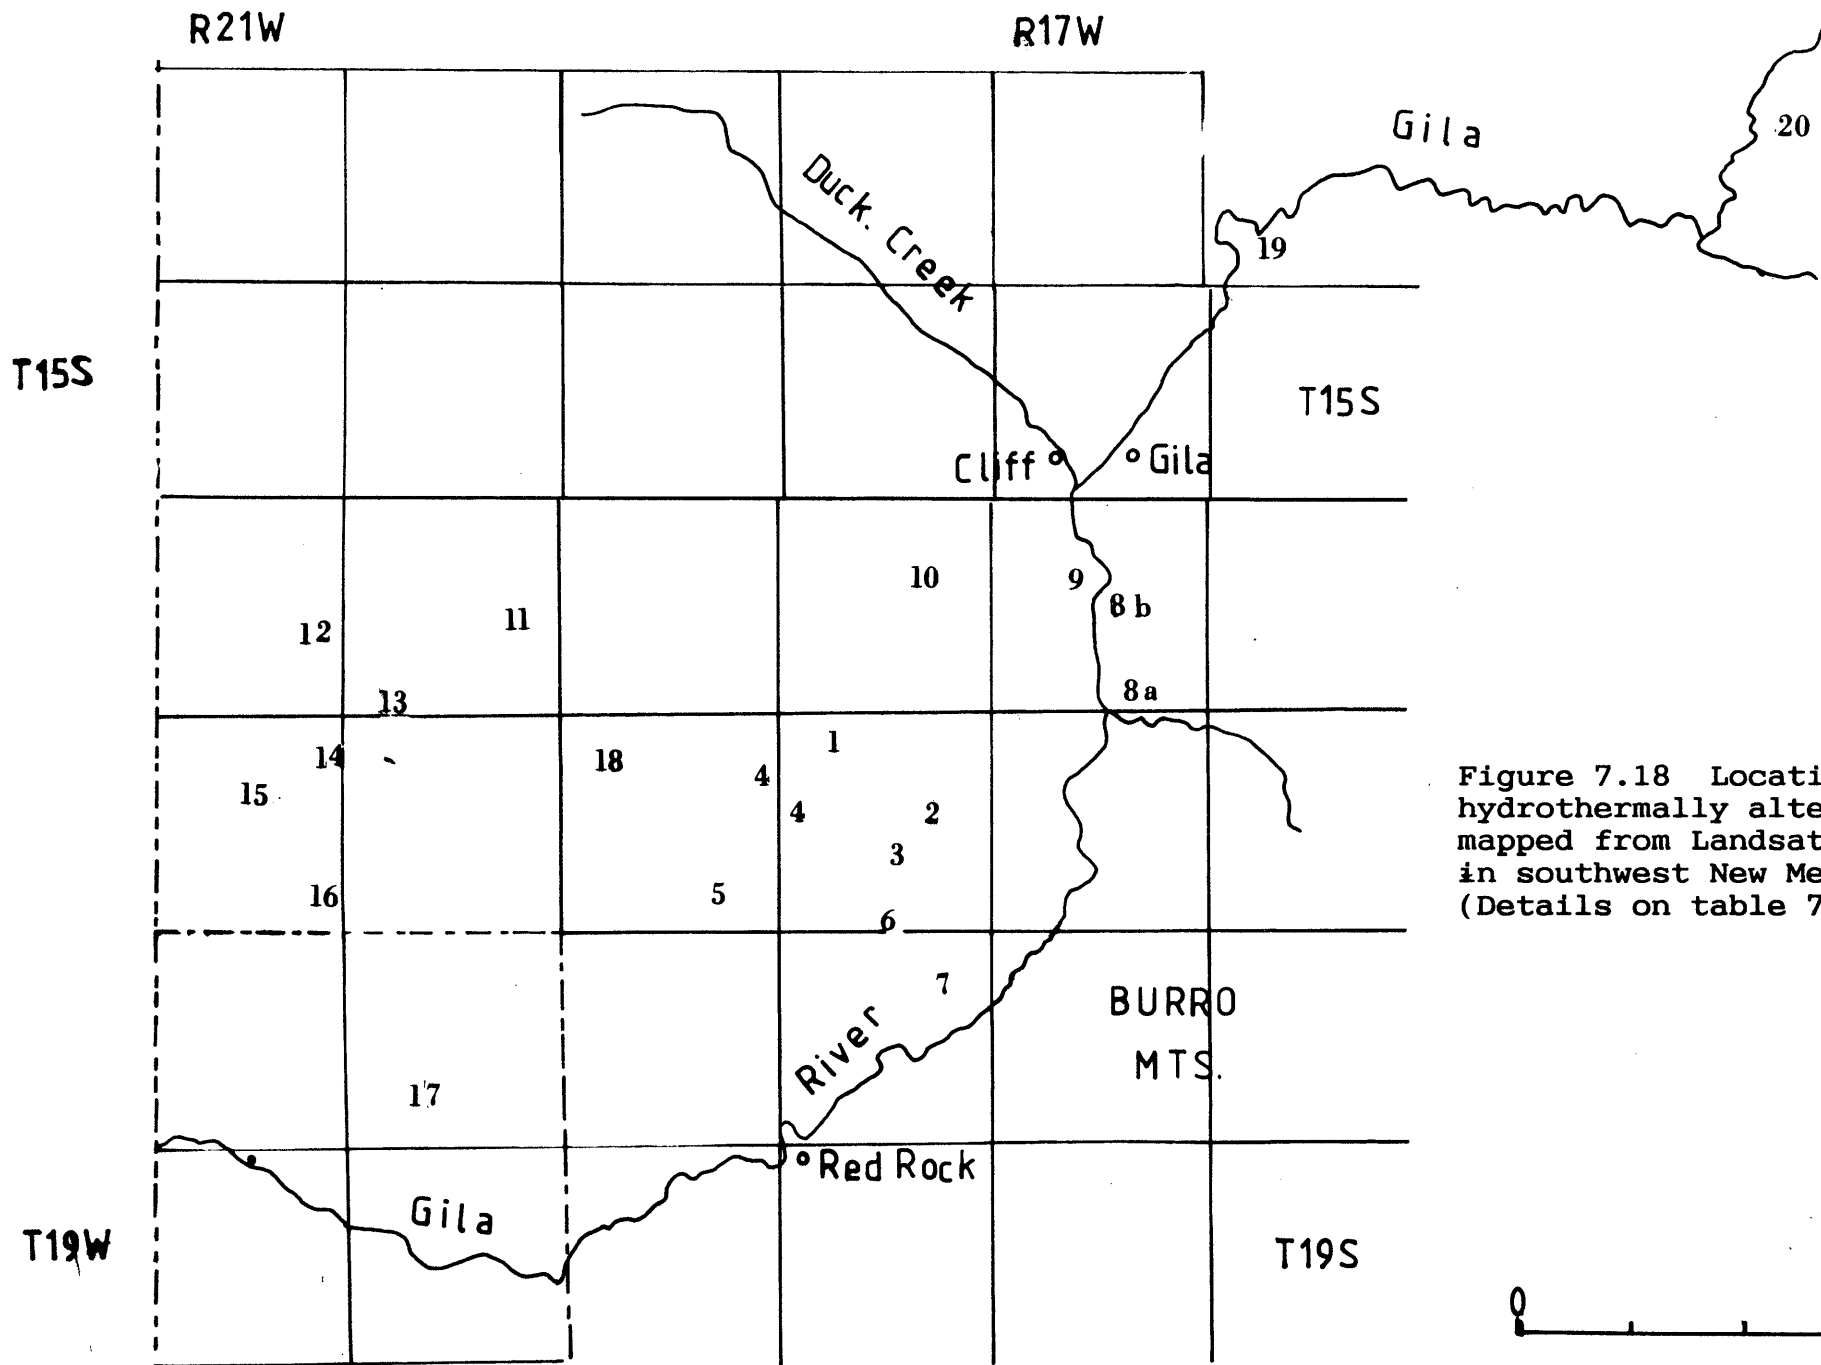 R21W
R17W
Gila
20
Duck. Creek
19
T15S
T15S
Cliff
Gila
10
9
8b
11
12
8a
13
1
14
18
4
15
4
2
3
16
5
6
7
BURRO
MTS.
River
17
Red Rock
Gila
T19W
T19S
Figure 7.18 Locati
hydrothermally alte
mapped from Landsat
in southwest New Me
(Details on table 7
0